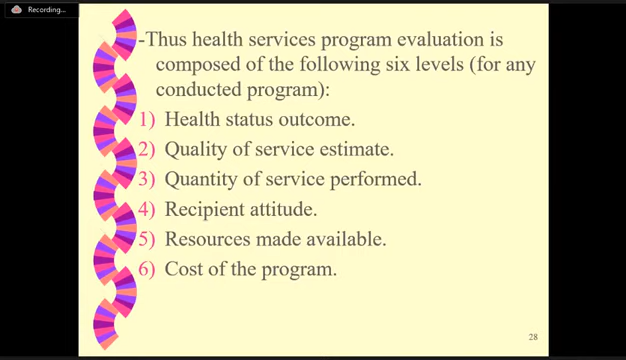 Recording...
-Thus health services program evaluation is
composed of the following six levels (for any
conducted program):
1) Health status outcome.
2) Quality of service estimate.
3) Quantity of service performed.
4) Recipient attitude.
5) Resources made available.
6) Cost of the program.
28